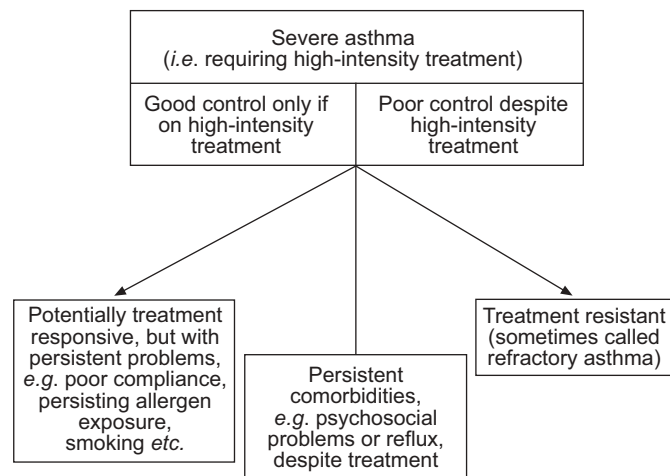 Severe asthma
(i.e. requiring high-intensity treatment)
Good control only if
on high-intensity
treatment
Poor control despite
high-intensity
treatment
Potentially treatment
responsive, but with
persistent problems,
e.g. poor compliance,
persisting allergen
exposure,
smoking etc.
Persistent
comorbidities,
e.g. psychosocial
problems or reflux,
despite treatment
Treatment resistant
(sometimes called
refractory asthma)